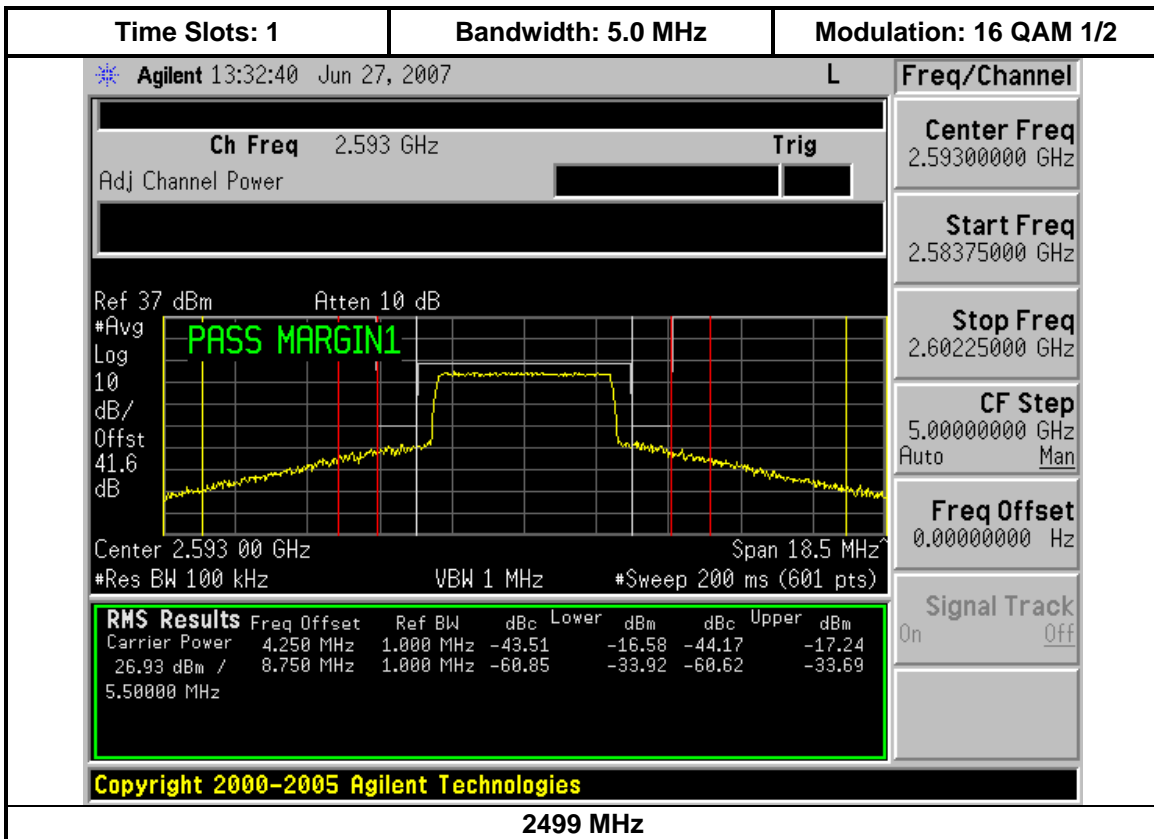 Time Slots: 1 Bandwidth: 5.0 MHz Modulation: 16 QAM 1/2
Agilent 13:32:40 Jun 27, 2007 L Freq/Channel
Ch Freq 2.593 GHz Trig
Adj Channel Power
Center Freq
2.59300000 GHz
Start Freq
2.58375000 GHz
Stop Freq
2.60225000 GHz
CF Step
5.00000000 GHz
Auto Man
Freq Offset
0.00000000 Hz
Signal Track
On Off
Ref 37 dBm Atten 10 dB
#Avg
Log
10
dB/
Offst
41.6
dB
PASS MARGIN1
Center 2.593 00 GHz Span 18.5 MHz^
#Res BW 100 kHz VBW 1 MHz #Sweep 200 ms (601 pts)
RMS Results Freq Offset Ref BW dBc Lower dBm dBc Upper dBm
Carrier Power 4.250 MHz 1.000 MHz -43.51 -16.58 -44.17 -17.24
26.93 dBm / 8.750 MHz 1.000 MHz -60.85 -33.92 -60.62 -33.69
5.50000 MHz
Copyright 2000-2005 Agilent Technologies
2499 MHz